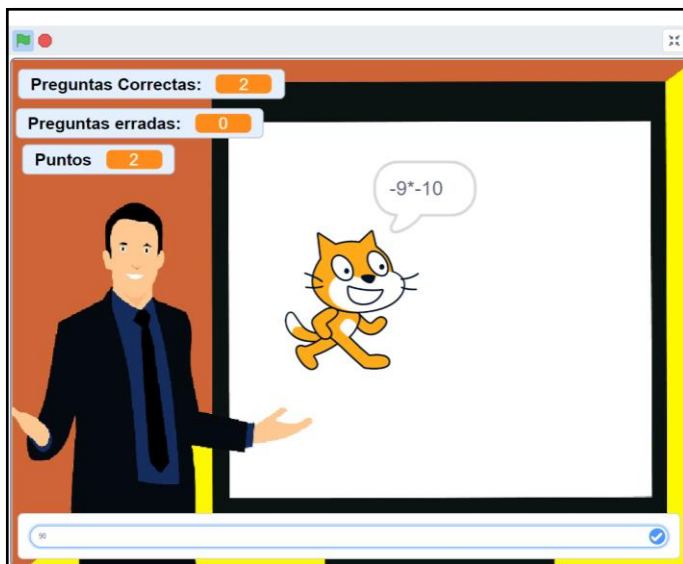 Preguntas Correctas: 2
Preguntas erradas: 0
Puntos 2
-9*-10
90